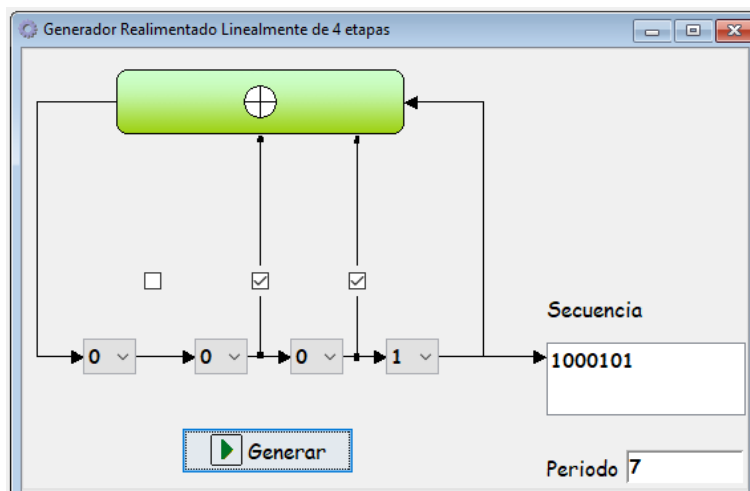 Generador Realimentado Linealmente de 4 etapas
Secuencia
0 0 0 1
1000101
Generar
Periodo 7